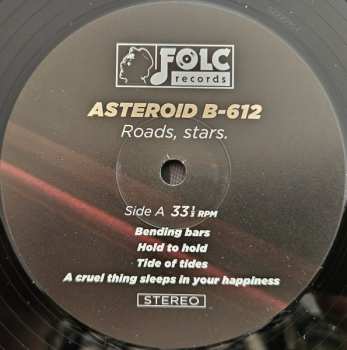 FOLC
records
ASTEROID B-612
Roads, stars.
Side A 33⅓ RPM
Bending bars
Hold to hold
Tide of tides
A cruel thing sleeps in your happiness
STEREO